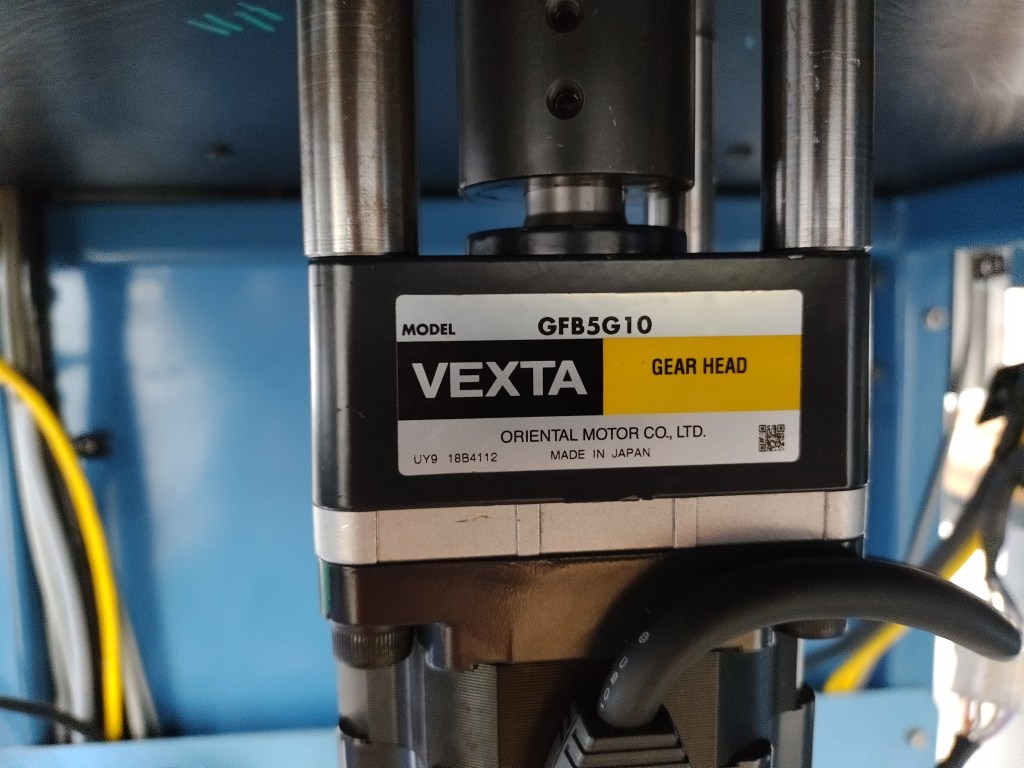 MODEL GFB5G10
VEXTA
GEAR HEAD
ORIENTAL MOTOR CO., LTD.
UY9 18B4112 MADE IN JAPAN